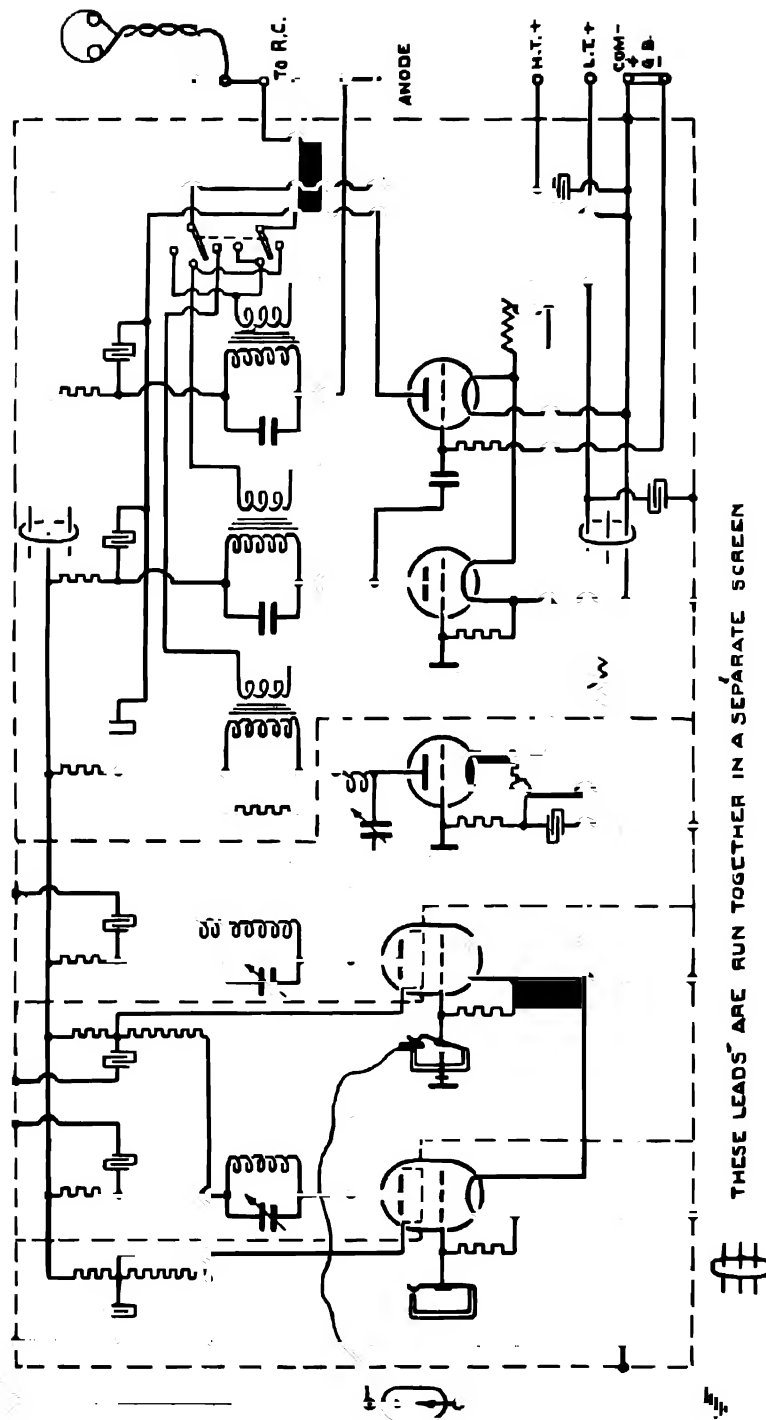 TO R.C.
ANODE
H.T.+
L.T.+
COM-
+
G.B.
-
THESE LEADS ARE RUN TOGETHER IN A SEPARATE SCREEN